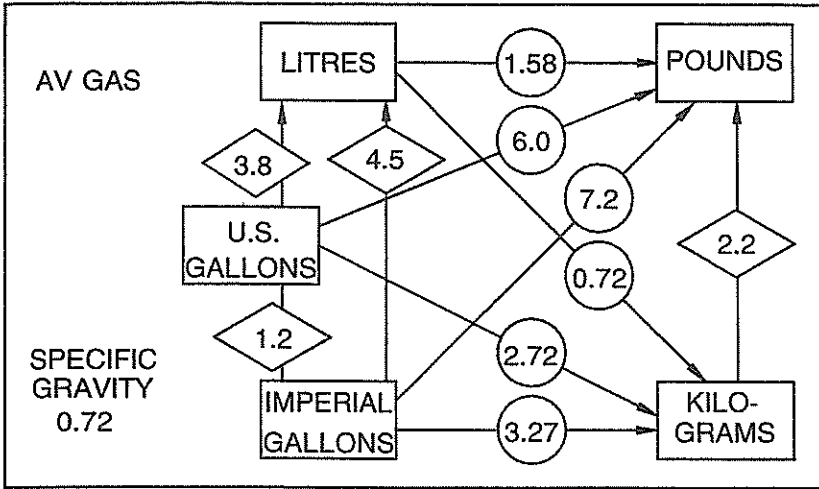 AV GAS
LITRES
1.58
POUNDS
6.0
3.8
4.5
7.2
U.S.
GALLONS
2.2
0.72
1.2
2.72
SPECIFIC
GRAVITY
0.72
IMPERIAL
GALLONS
3.27
KILO-
GRAMS